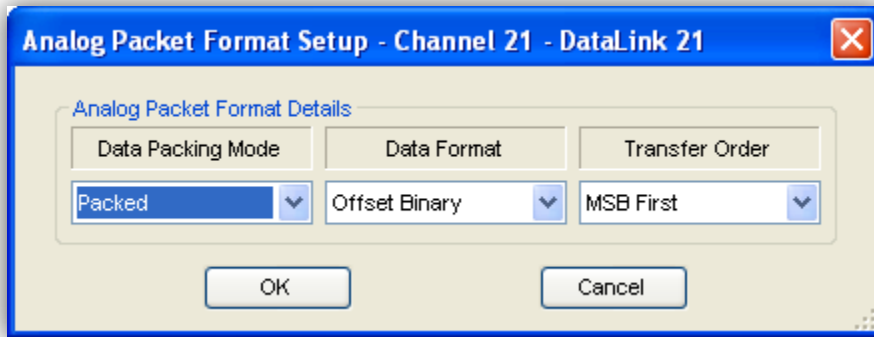 Analog Packet Format Setup - Channel 21 - DataLink 21
Analog Packet Format Details
Data Packing Mode Data Format Transfer Order
Packed Offset Binary MSB First
OK Cancel